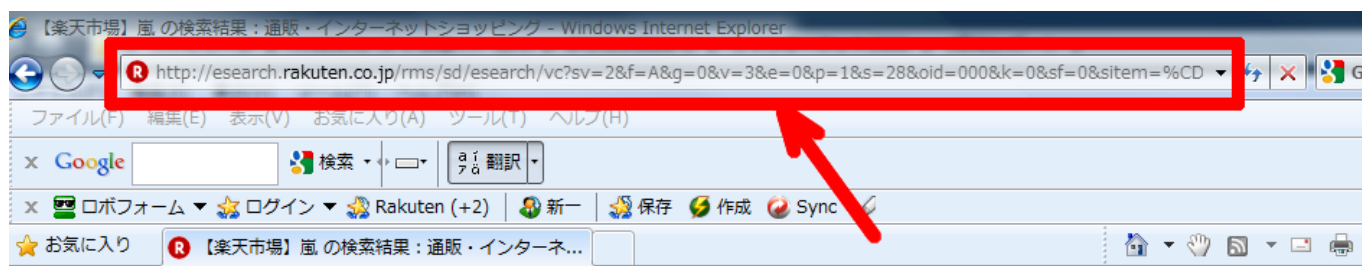 【楽天市場】嵐 の検索結果：通販・インターネットショッピング - Windows Internet Explorer
http://esearch.rakuten.co.jp/rms/sd/esearch/vc?sv=2&f=A&g=0&v=3&e=0&p=1&s=28&oid=000&k=0&sf=0&sitem=%CD G
ファイル(F) 編集(E) 表示(V) お気に入り(A) ツール(T) ヘルプ(H)
x Google 検索 翻訳
x ロボフォーム ログイン Rakuten (+2) 新一 保存 作成 Sync
お気に入り 【楽天市場】嵐 の検索結果：通販・インターネ...